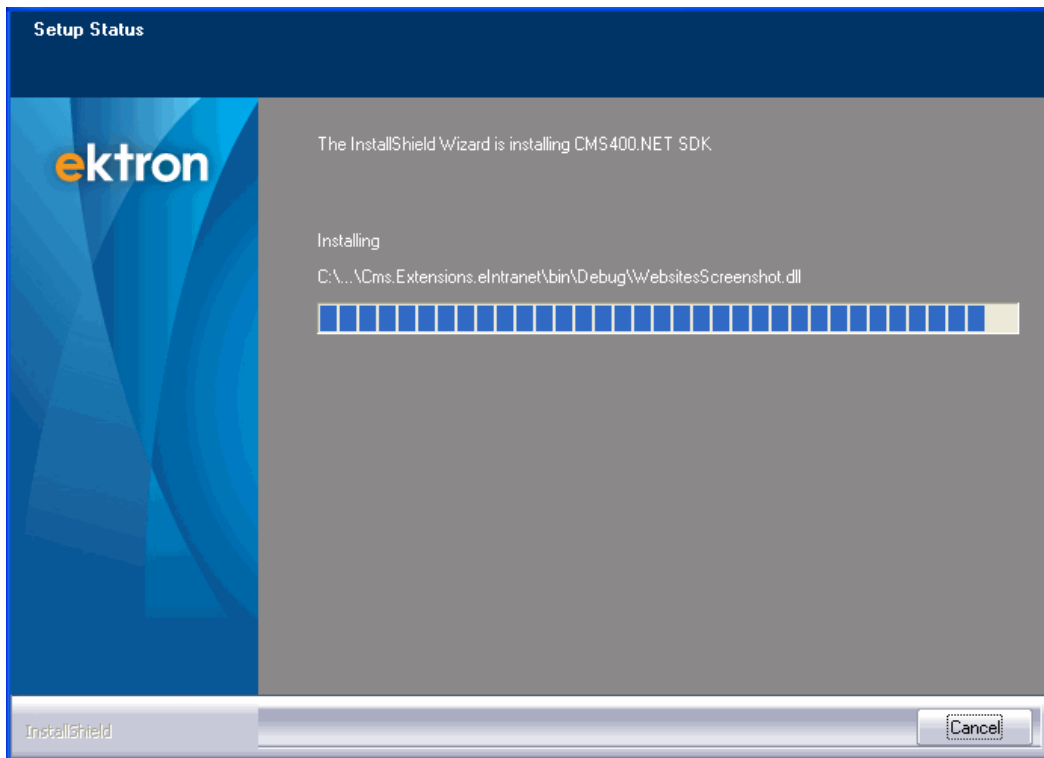 Setup Status
ektron
The InstallShield Wizard is installing CMS400.NET SDK
Installing
C:\...\Cms.Extensions.eIntranet\bin\Debug\WebsitesScreenshot.dll
InstallShield
Cancel